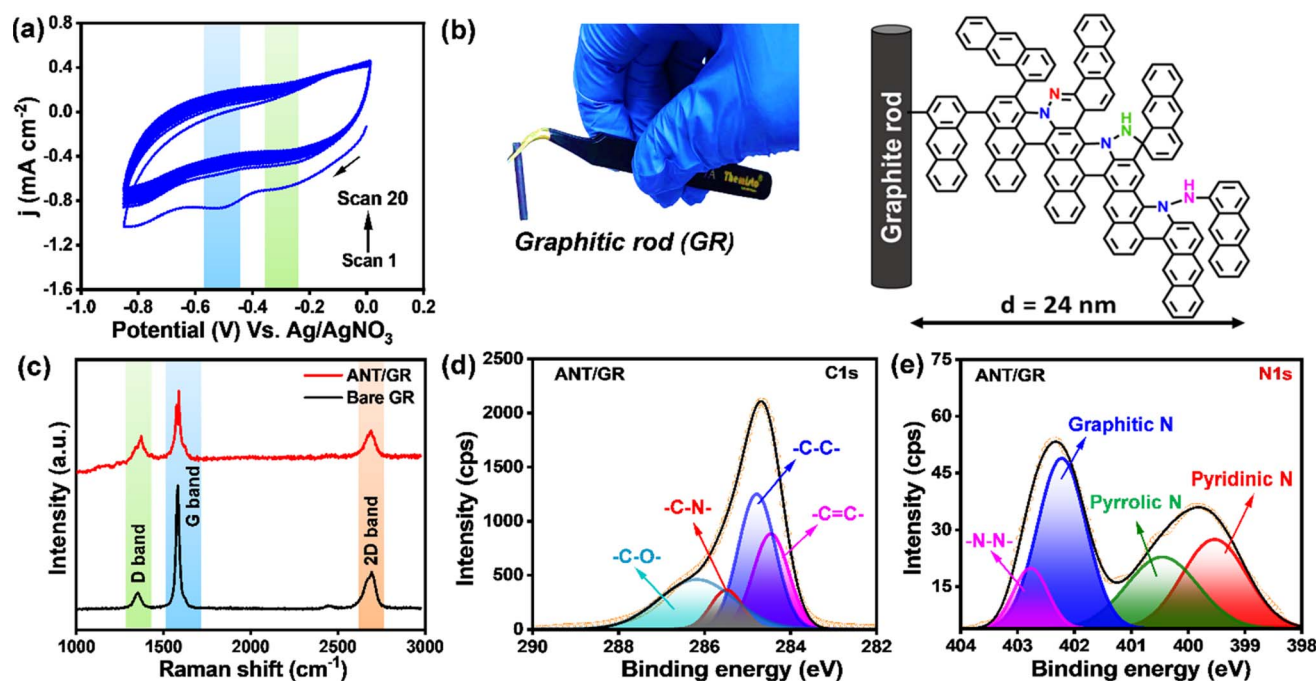 (a)
0.8
0.4
0.0
-0.4
-0.8
-1.2
-1.6
j (mA cm-2)
Scan 20
Scan 1
-1.0
-0.8
-0.6
-0.4
-0.2
0.0
0.2
Potential (V) Vs. Ag/AgNO3
(b)
Themisto
Graphitic rod (GR)
Graphite rod
N
N
H
N
N
H
N
N
d = 24 nm
(c)
ANT/GR
Bare GR
Intensity (a.u.)
D band
G band
2D band
1000
1500
2000
2500
3000
Raman shift (cm-1)
(d)
ANT/GR
C1s
2500
2000
1500
1000
500
0
Intensity (cps)
-C-C-
-C-N-
-C=C-
-C-O-
290
288
286
284
282
Binding energy (eV)
(e)
ANT/GR
N1s
75
60
45
30
15
Intensity (cps)
Graphitic N
Pyridinic N
Pyrrolic N
-N-N-
404
403
402
401
400
399
398
Binding energy (eV)